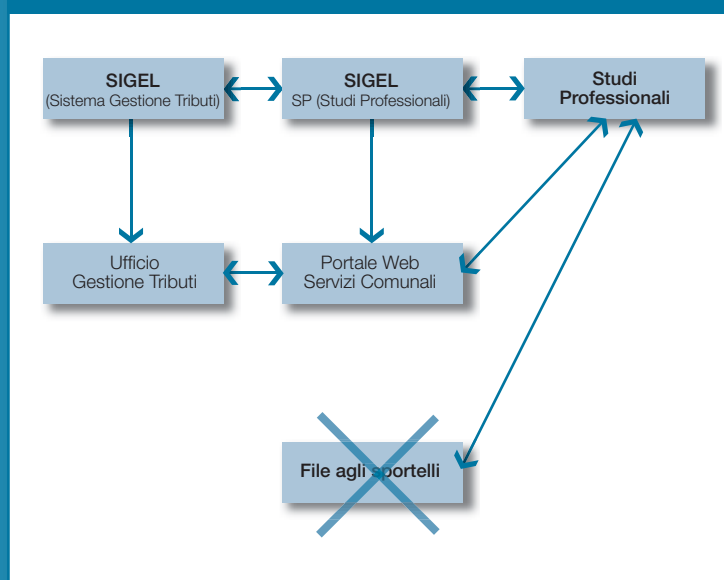 SIGEL
(Sistema Gestione Tributi)
SIGEL
SP (Studi Professionali)
Studi
Professionali
Ufficio
Gestione Tributi
Portale Web
Servizi Comunali
File agli sportelli